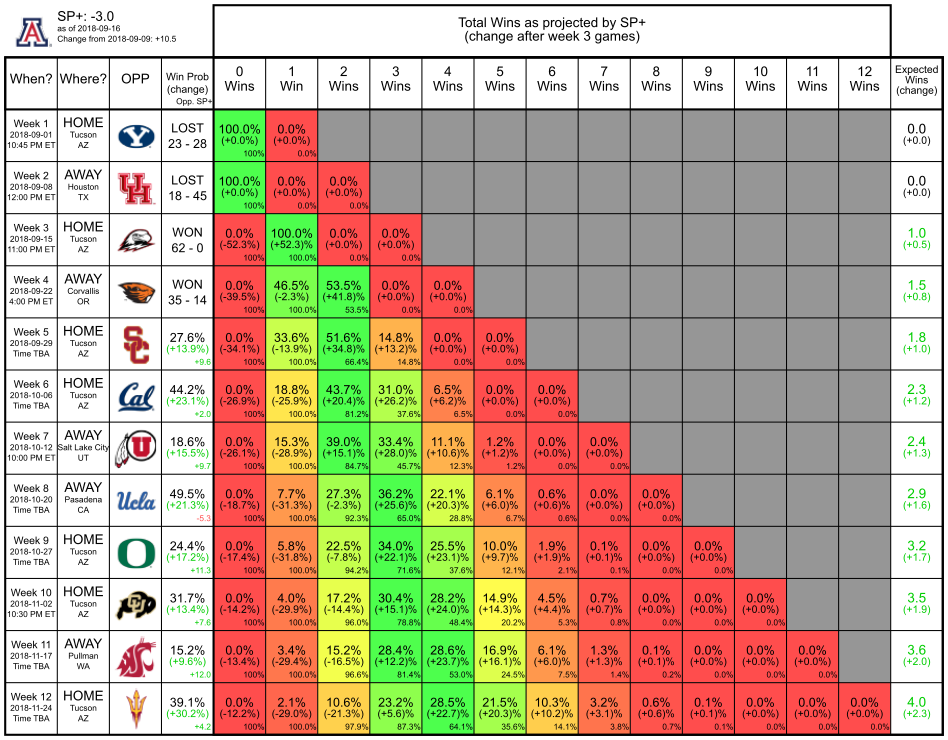 SP+: -3.0
as of 2018-09-16
Change from 2018-09-09: +10.5
Total Wins as projected by SP+
(change after week 3 games)
When? Where? OPP Win Prob (change) Opp. SP+ 0 Wins 1 Win 2 Wins 3 Wins 4 Wins 5 Wins 6 Wins 7 Wins 8 Wins 9 Wins 10 Wins 11 Wins 12 Wins Expected Wins (change)
Week 1 HOME LOST 100.0% 0.0% 0.0
2018-09-01 Tucson Y (+0.0%) (+0.0%) (+0.0)
10:45 PM ET AZ 23 - 28 100% 0.0%
Week 2 AWAY LOST 100.0% 0.0% 0.0% 0.0
2018-09-08 Houston UH (+0.0%) (+0.0%) (+0.0%) (+0.0)
12:00 PM ET TX 18 - 45 100% 0.0% 0.0%
Week 3 HOME WON 0.0% 100.0% 0.0% 0.0% 1.0
2018-09-15 Tucson (-52.3%) (+52.3)% (+0.0%) (+0.0%) (+0.5)
11:00 PM ET AZ 62 - 0 100% 100.0% 0.0% 0.0%
Week 4 AWAY WON 0.0% 46.5% 53.5% 0.0% 0.0% 1.5
2018-09-22 Corvallis (-39.5%) (-2.3%) (+41.8)% (+0.0%) (+0.0%) (+0.8)
4:00 PM ET OR 35 - 14 100% 100.0% 53.5% 0.0% 0.0%
Week 5 HOME 27.6% 0.0% 33.6% 51.6% 14.8% 0.0% 0.0% 1.8
2018-09-29 Tucson SC (+13.9%) (-34.1%) (-13.9%) (+34.8)% (+13.2)% (+0.0%) (+0.0%) (+1.0)
Time TBA AZ +9.6 100% 100.0% 66.4% 14.8% 0.0% 0.0%
Week 6 HOME 44.2% 0.0% 18.8% 43.7% 31.0% 6.5% 0.0% 0.0% 2.3
2018-10-06 Tucson Cal (+23.1%) (-26.9%) (-25.9%) (+20.4)% (+26.2)% (+6.2)% (+0.0%) (+0.0%) (+1.2)
Time TBA AZ +2.0 100% 100.0% 81.2% 37.6% 6.5% 0.0% 0.0%
Week 7 AWAY 18.6% 0.0% 15.3% 39.0% 33.4% 11.1% 1.2% 0.0% 0.0% 2.4
2018-10-12 Salt Lake City U (+15.5%) (-26.1%) (-28.9%) (+15.1)% (+28.0)% (+10.6)% (+1.2)% (+0.0%) (+0.0%) (+1.3)
10:00 PM ET UT +9.7 100% 100.0% 84.7% 45.7% 12.3% 1.2% 0.0% 0.0%
Week 8 AWAY 49.5% 0.0% 7.7% 27.3% 36.2% 22.1% 6.1% 0.6% 0.0% 0.0% 2.9
2018-10-20 Pasadena Ucla (+21.3%) (-18.7%) (-31.3%) (-2.3%) (+25.6)% (+20.3)% (+6.0)% (+0.6)% (+0.0%) (+0.0%) (+1.6)
Time TBA CA -5.3 100% 100.0% 92.3% 65.0% 28.8% 6.7% 0.6% 0.0% 0.0%
Week 9 HOME 24.4% 0.0% 5.8% 22.5% 34.0% 25.5% 10.0% 1.9% 0.1% 0.0% 0.0% 3.2
2018-10-27 Tucson O (+17.2%) (-17.4%) (-31.8%) (-7.8%) (+22.1)% (+23.1)% (+9.7)% (+1.9)% (+0.1)% (+0.0%) (+0.0%) (+1.7)
Time TBA AZ +11.3 100% 100% 94.2% 71.6% 37.6% 12.1% 2.1% 0.1% 0.0% 0.0%
Week 10 HOME 31.7% 0.0% 4.0% 17.2% 30.4% 28.2% 14.9% 4.5% 0.7% 0.0% 0.0% 0.0% 3.5
2018-11-02 Tucson CU (+13.4%) (-14.2%) (-29.9%) (-14.4%) (+15.1)% (+24.0)% (+14.3)% (+4.4)% (+0.7)% (+0.0%) (+0.0%) (+0.0%) (+1.9)
10:30 PM ET AZ +7.6 100% 100.0% 96.0% 78.8% 48.4% 20.2% 5.3% 0.8% 0.0% 0.0% 0.0%
Week 11 AWAY 15.2% 0.0% 3.4% 15.2% 28.4% 28.6% 16.9% 6.1% 1.3% 0.1% 0.0% 0.0% 0.0% 3.6
2018-11-17 Pullman (+9.6%) (-13.4%) (-29.4%) (-16.5%) (+12.2)% (+23.7)% (+16.1)% (+6.0)% (+1.3)% (+0.1)% (+0.0%) (+0.0%) (+0.0%) (+2.0)
Time TBA WA +12.0 100% 100.0% 96.6% 81.4% 53.0% 24.5% 7.5% 1.4% 0.2% 0.0% 0.0% 0.0%
Week 12 HOME 39.1% 0.0% 2.1% 10.6% 23.2% 28.5% 21.5% 10.3% 3.2% 0.6% 0.1% 0.0% 0.0% 0.0% 4.0
2018-11-24 Tucson (+30.2%) (-12.2%) (-29.0%) (-21.3%) (+5.6)% (+22.7)% (+20.3)% (+10.2)% (+3.1)% (+0.6)% (+0.1)% (+0.0%) (+0.0%) (+0.0%) (+2.3)
Time TBA AZ +4.2 100% 100.0% 97.9% 87.3% 64.1% 35.6% 14.1% 3.8% 0.7% 0.1% 0.0% 0.0% 0.0%